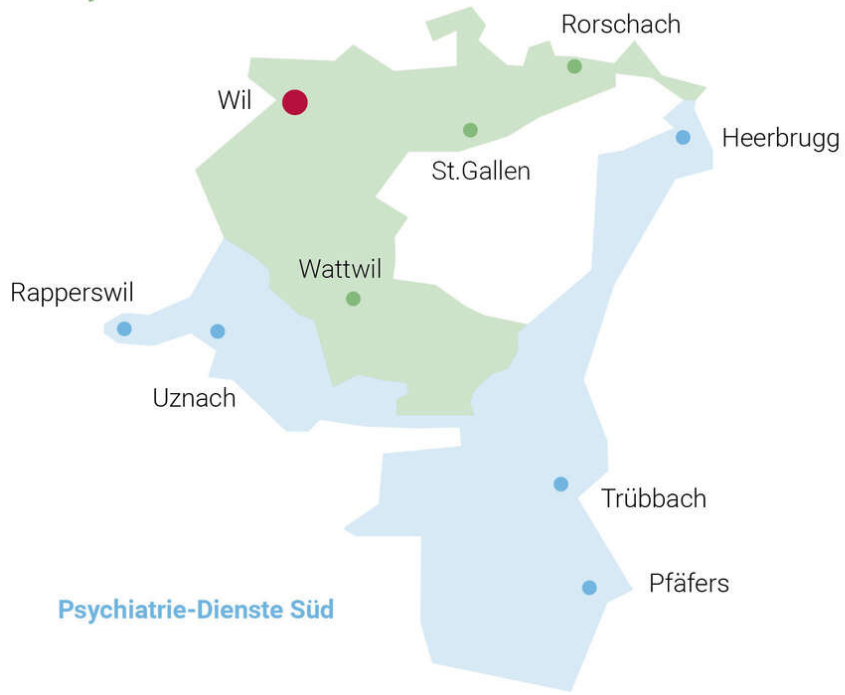 Rorschach
Wil
Heerbrugg
St.Gallen
Wattwil
Rapperswil
Uznach
Trübbach
Pfäfers
Psychiatrie-Dienste Süd